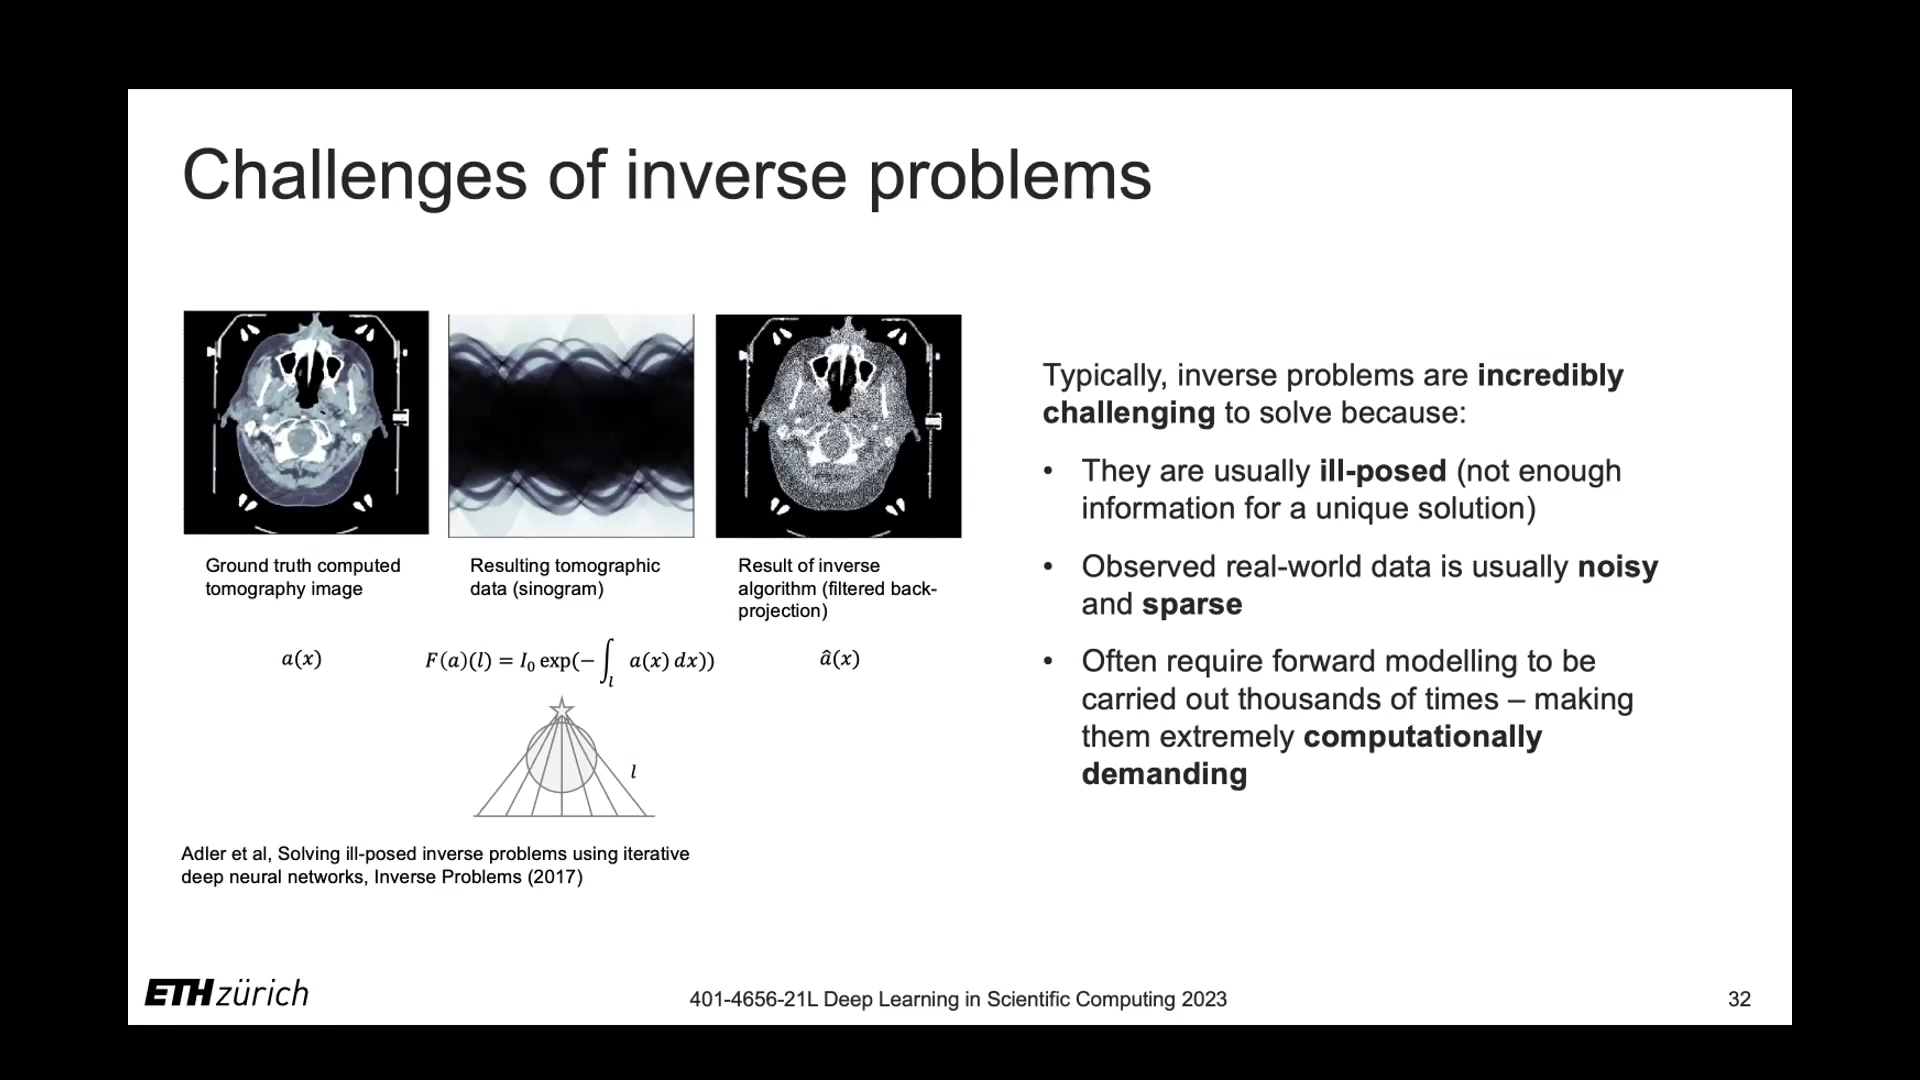 Challenges of inverse problems
Ground truth computed
tomography image
Resulting tomographic
data (sinogram)
Result of inverse
algorithm (filtered back-
projection)
a(x)
F(a)(l) = I₀ exp(−∫ₗ a(x) dx))
â(x)
l
Adler et al, Solving ill-posed inverse problems using iterative
deep neural networks, Inverse Problems (2017)
Typically, inverse problems are incredibly
challenging to solve because:
• They are usually ill-posed (not enough
information for a unique solution)
• Observed real-world data is usually noisy
and sparse
• Often require forward modelling to be
carried out thousands of times – making
them extremely computationally
demanding
ETH zürich
401-4656-21L Deep Learning in Scientific Computing 2023
32